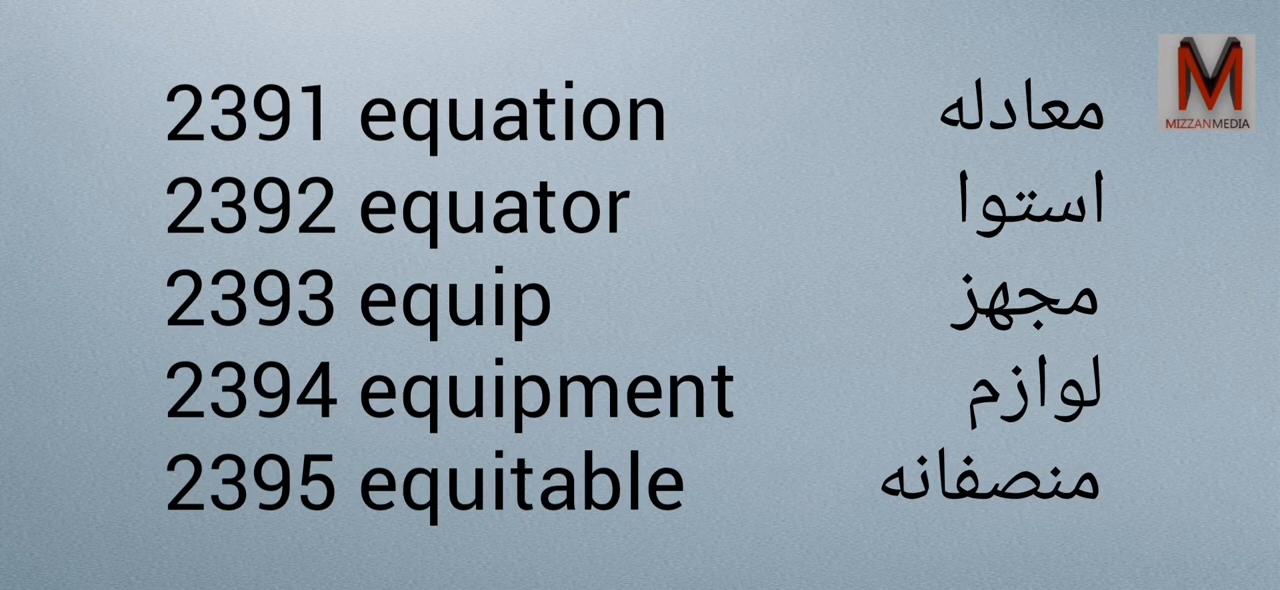 2391 equation معادله
2392 equator استوا
2393 equip مجهز
2394 equipment لوازم
2395 equitable منصفانه
M
MIZZANMEDIA